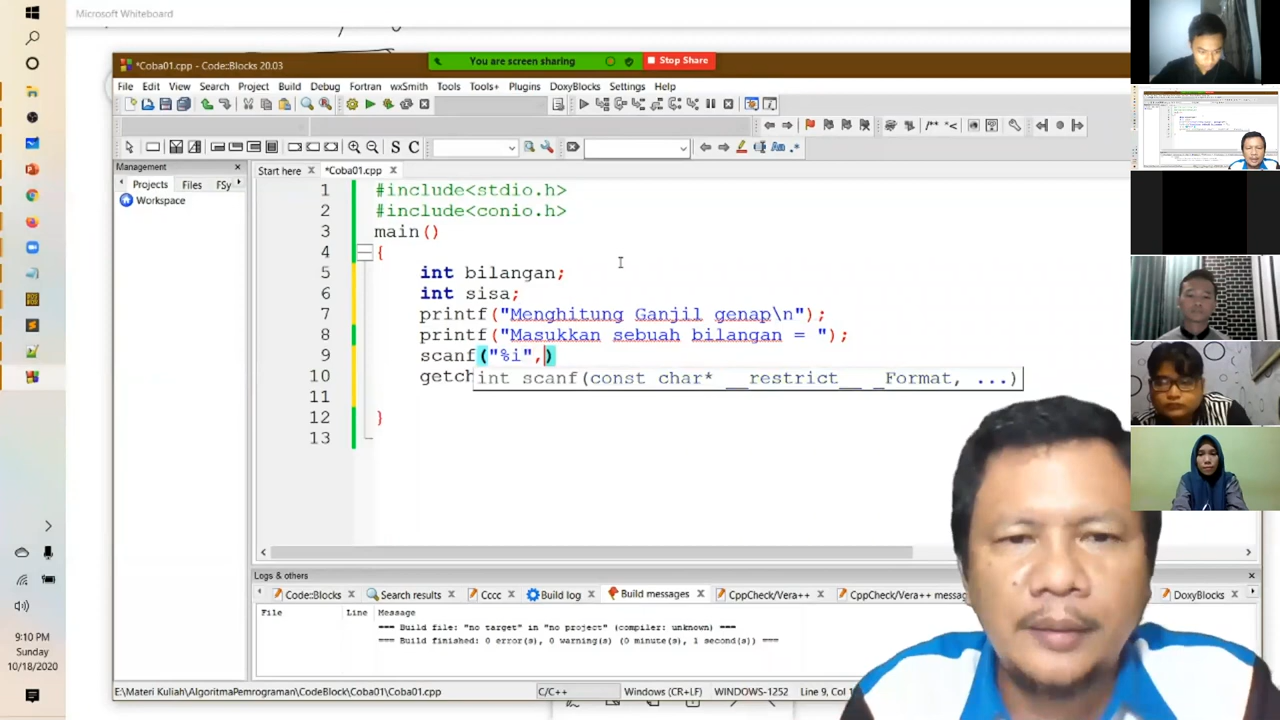 Microsoft Whiteboard
*Coba01.cpp - Code::Blocks 20.03
You are screen sharing
Stop Share
File Edit View Search Project Build Debug Fortran wxSmith Tools Tools+ Plugins DoxyBlocks Settings Help
Management
Projects Files FSy
Workspace
Start here *Coba01.cpp
1 #include<stdio.h>
2 #include<conio.h>
3 main()
4 {
5 int bilangan;
6 int sisa;
7 printf("Menghitung Ganjil genap\n");
8 printf("Masukkan sebuah bilangan = ");
9 scanf("%i",)
10 getch
int scanf(const char* __restrict__ _Format, ...)
11
12 }
13
Logs & others
Code::Blocks Search results Cccc Build log Build messages CppCheck/Vera++ CppCheck/Vera++ messag DoxyBlocks
File Line Message
=== Build file: "no target" in "no project" (compiler: unknown) ===
=== Build finished: 0 error(s), 0 warning(s) (0 minute(s), 1 second(s)) ===
E:\Materi Kuliah\AlgoritmaPemrograman\CodeBlock\Coba01\Coba01.cpp C/C++ Windows (CR+LF) WINDOWS-1252 Line 9, Col 1
9:10 PM
Sunday
10/18/2020